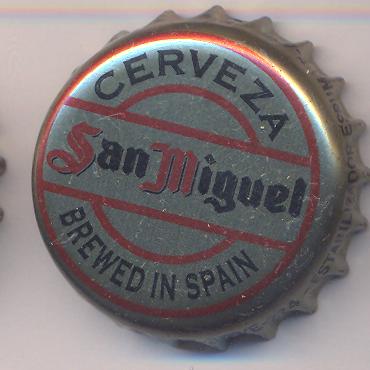 CERVEZA
San Miguel
BREWED IN SPAIN